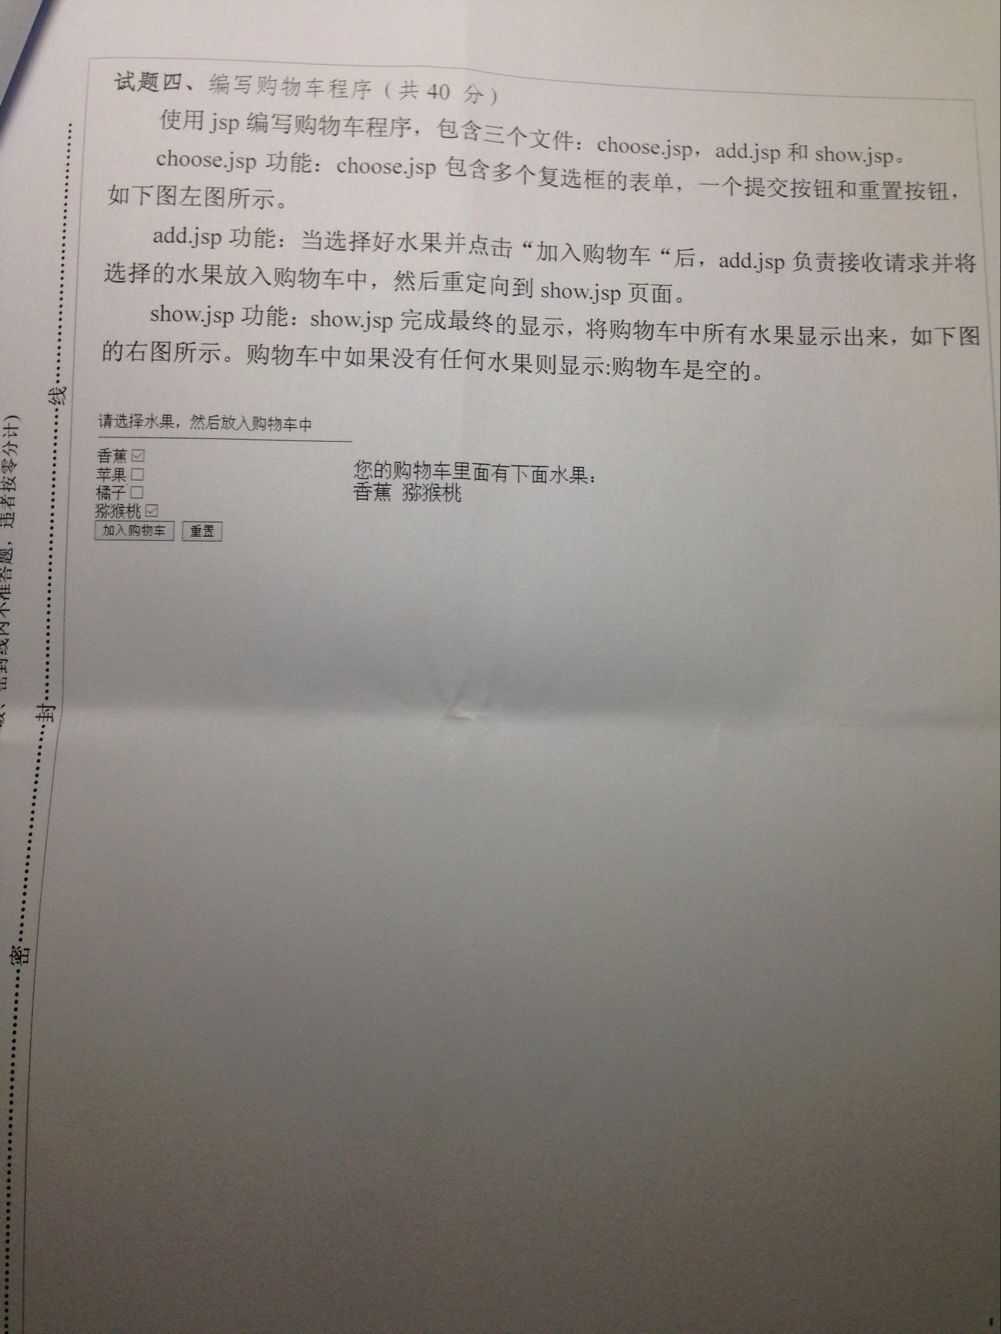 试题四、编写购物车程序（共 40 分）
使用 jsp 编写购物车程序，包含三个文件：choose.jsp，add.jsp 和 show.jsp。
choose.jsp 功能：choose.jsp 包含多个复选框的表单，一个提交按钮和重置按钮，
如下图左图所示。
add.jsp 功能：当选择好水果并点击“加入购物车“后，add.jsp 负责接收请求并将
选择的水果放入购物车中，然后重定向到 show.jsp 页面。
show.jsp 功能：show.jsp 完成最终的显示，将购物车中所有水果显示出来，如下图
的右图所示。购物车中如果没有任何水果则显示:购物车是空的。
请选择水果，然后放入购物车中
香蕉
苹果
橘子
猕猴桃
加入购物车 重置
您的购物车里面有下面水果：
香蕉 猕猴桃
线
封
密
密封线内不准答题，违者按零分计）